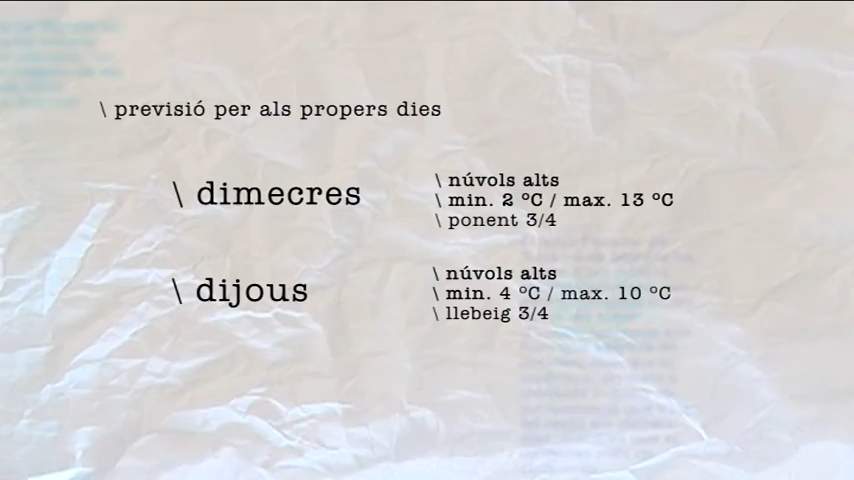 \ previsió per als propers dies
\ dimecres
\ núvols alts
\ min. 2 ºC / max. 13 ºC
\ ponent 3/4
\ dijous
\ núvols alts
\ min. 4 ºC / max. 10 ºC
\ llebeig 3/4